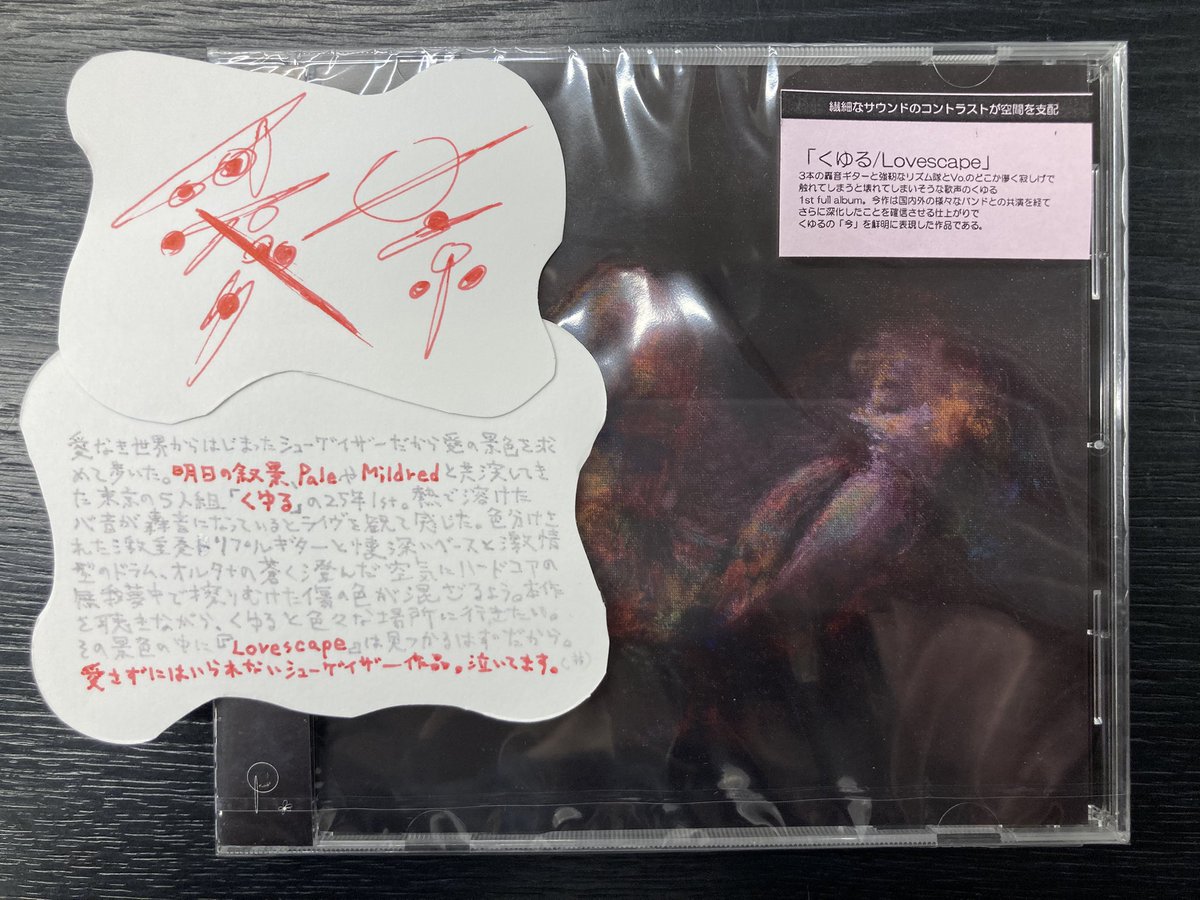 愛景
愛なき世界からはじまったシューゲイザーだから愛の景色を求
めて歩いた。明日の叙景、PaleやMildredと共演してき
た東京の5人組「くゆる」の25年1st。熱で溶けた
心音が轟音になっているとライヴを観て感じた。色分けさ
れた激重受トリプルギターと深いベースと激情
型のドラム、オルタナの蒼く澄んだ空気にハードコアの
無我夢中で擦りむけた傷の色が混ざるよう。本作
を聴きながら、くゆると色々な場所に行きたい。
その景色の中に『Lovescape』は見つかるはずだから。
愛さずにはいられないシューゲイザー作品。泣いてます。
繊細なサウンドのコントラストが空間を支配
「くゆる/Lovescape」
3本の轟音ギターと強靭なリズム隊とVo.のどこか儚く寂しげで
触れてしまうと壊れてしまいそうな歌声のくゆる
1st full album。今作は国内外の様々なバンドとの共演を経て
さらに深化したことを確信させる仕上がりで
くゆるの「今」を鮮明に表現した作品である。